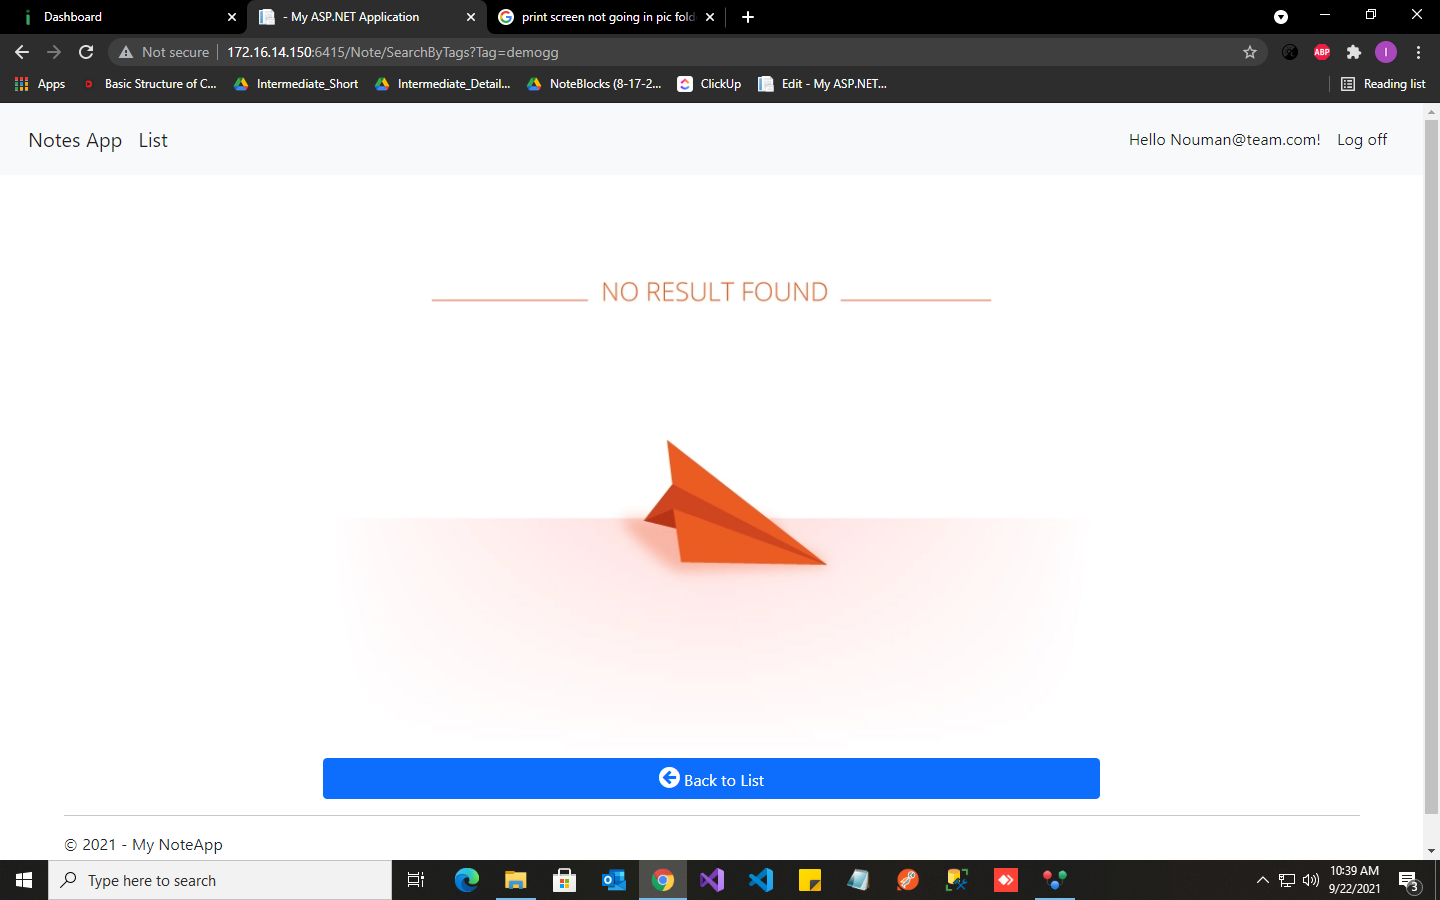 Dashboard
- My ASP.NET Application
print screen not going in pic fold
Not secure
172.16.14.150:6415/Note/SearchByTags?Tag=demogg
ABP
I
Apps
Basic Structure of C...
Intermediate_Short
Intermediate_Detail...
NoteBlocks (8-17-2...
ClickUp
Edit - My ASP.NET...
Reading list
Notes App
List
Hello Nouman@team.com!
Log off
NO RESULT FOUND
Back to List
© 2021 - My NoteApp
Type here to search
10:39 AM
9/22/2021
3